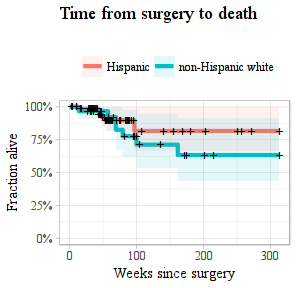 Time from surgery to death
Hispanic non-Hispanic white
100%
75%
50%
25%
0%
Fraction alive
0 100 200 300
Weeks since surgery